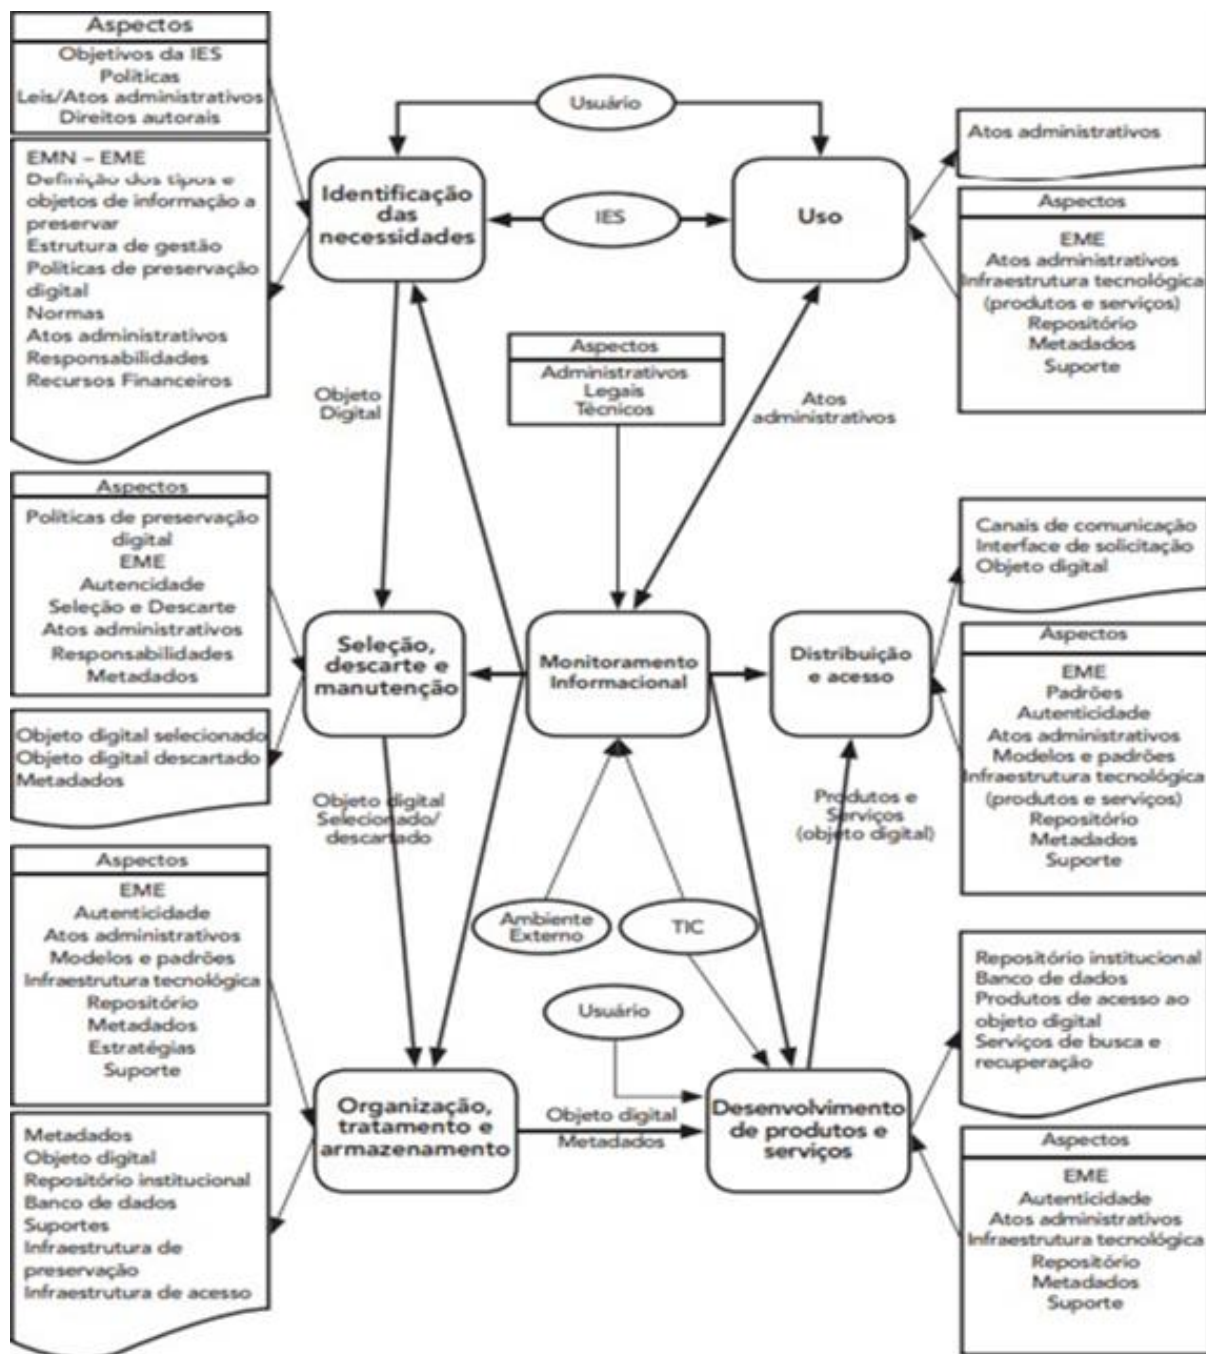 Aspectos
Objetivos da IES
Políticas
Leis/Atos administrativos
Direitos autorais
EMN – EME
Definição dos tipos e
objetos de informação a
preservar
Estrutura de gestão
Políticas de preservação
digital
Normas
Atos administrativos
Responsabilidades
Recursos Financeiros
Usuário
Identificação
das
necessidades
IES
Uso
Atos administrativos
Aspectos
EME
Atos administrativos
Infraestrutura tecnológica
(produtos e serviços)
Repositório
Metadados
Suporte
Aspectos
Administrativos
Legais
Técnicos
Objeto
Digital
Atos
administrativos
Aspectos
Políticas de preservação
digital
EME
Autencidade
Seleção e Descarte
Atos administrativos
Responsabilidades
Metadados
Objeto digital selecionado
Objeto digital descartado
Metadados
Seleção,
descarte e
manutenção
Monitoramento
Informacional
Distribuição
e acesso
Canais de comunicação
Interface de solicitação
Objeto digital
Aspectos
EME
Padrões
Autenticidade
Atos administrativos
Modelos e padrões
Infraestrutura tecnológica
(produtos e serviços)
Repositório
Metadados
Suporte
Objeto digital
Selecionado/
descartado
Produtos e
Serviços
(objeto digital)
Ambiente
Externo
TIC
Usuário
Aspectos
EME
Autenticidade
Atos administrativos
Modelos e padrões
Infraestrutura tecnológica
Repositório
Metadados
Estratégias
Suporte
Metadados
Objeto digital
Repositório institucional
Banco de dados
Suportes
Infraestrutura de
preservação
Infraestrutura de acesso
Organização,
tratamento e
armazenamento
Objeto digital
Metadados
Desenvolvimento
de produtos e
serviços
Repositório institucional
Banco de dados
Produtos de acesso ao
objeto digital
Serviços de busca e
recuperação
Aspectos
EME
Autenticidade
Atos administrativos
Infraestrutura tecnológica
Repositório
Metadados
Suporte